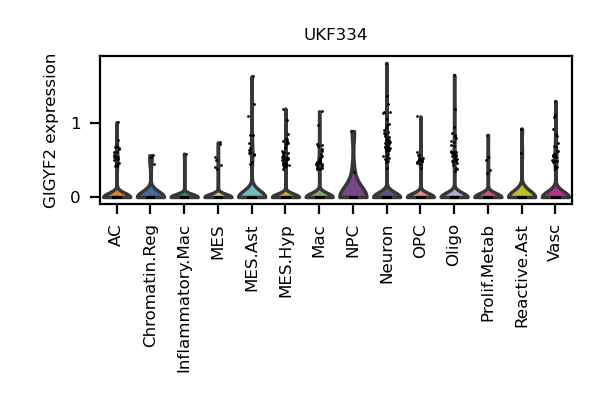 UKF334
GIGYF2 expression
1
0
AC
Chromatin.Reg
Inflammatory.Mac
MES
MES.Ast
MES.Hyp
Mac
NPC
Neuron
OPC
Oligo
Prolif.Metab
Reactive.Ast
Vasc